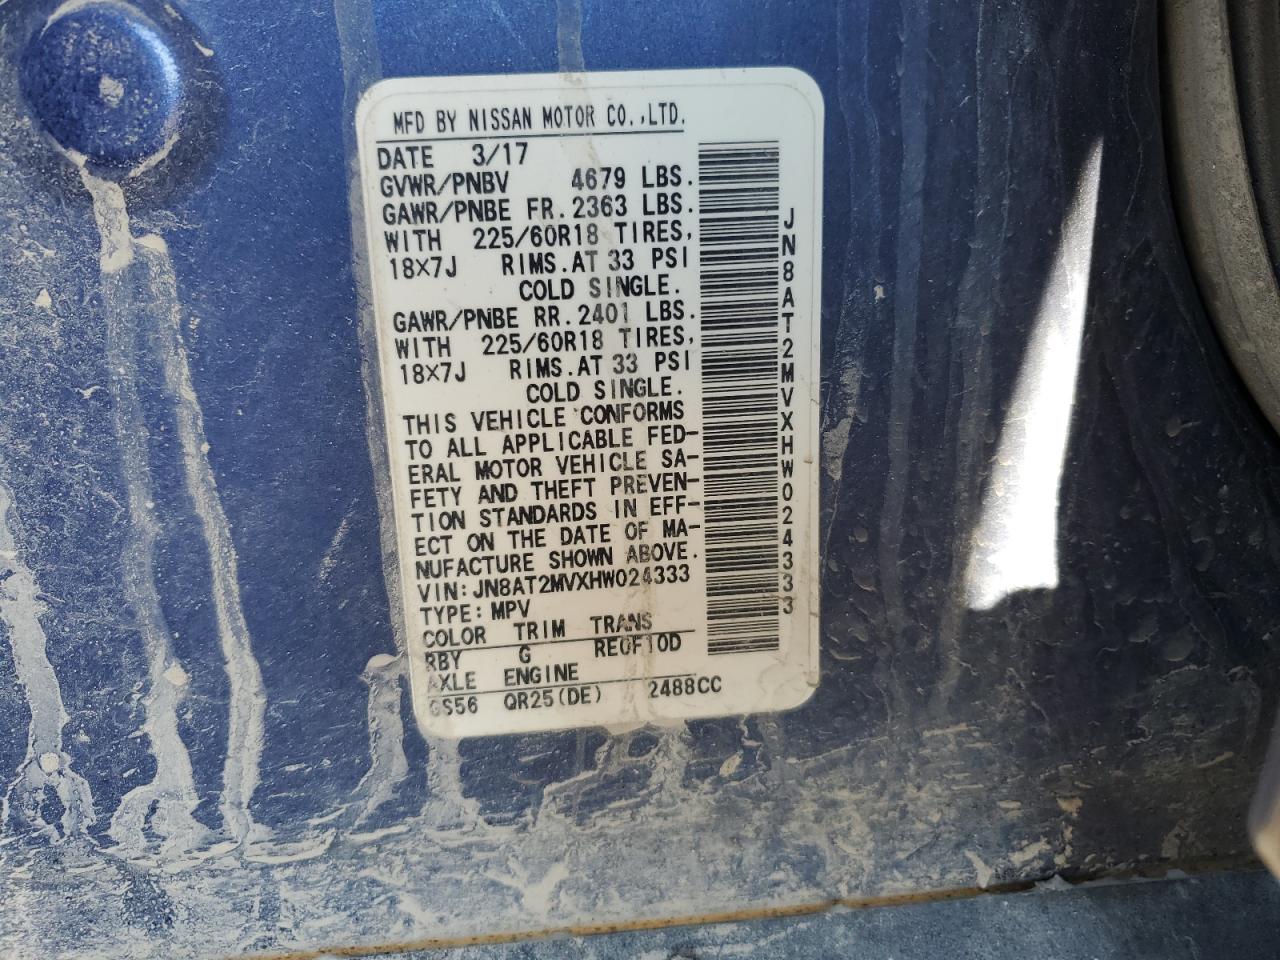 MFD BY NISSAN MOTOR CO.,LTD.
DATE 3/17
GVWR/PNBV 4679 LBS.
GAWR/PNBE FR. 2363 LBS.
WITH 225/60R18 TIRES,
18X7J RIMS.AT 33 PSI
COLD SINGLE.
GAWR/PNBE RR. 2401 LBS.
WITH 225/60R18 TIRES,
18X7J RIMS.AT 33 PSI
COLD SINGLE.
THIS VEHICLE CONFORMS
TO ALL APPLICABLE FED-
ERAL MOTOR VEHICLE SA-
FETY AND THEFT PREVEN-
TION STANDARDS IN EFF-
ECT ON THE DATE OF MA-
NUFACTURE SHOWN ABOVE.
VIN:JN8AT2MVXHW024333
TYPE:MPV
COLOR TRIM TRANS
RBY G RE0F10D
AXLE ENGINE
GS56 QR25(DE) 2488CC
JN8AT2MVXHW024333